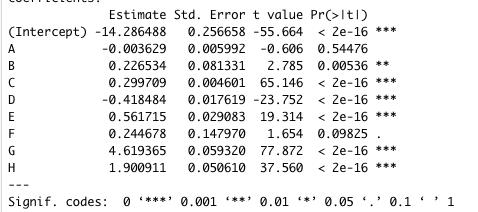 coefficients:
Estimate Std. Error t value Pr(>|t|)
(Intercept) -14.286488 0.256658 -55.664 < 2e-16 ***
A -0.003629 0.005992 -0.606 0.54476
B 0.226534 0.081331 2.785 0.00536 **
C 0.299709 0.004601 65.146 < 2e-16 ***
D -0.418484 0.017619 -23.752 < 2e-16 ***
E 0.561715 0.029083 19.314 < 2e-16 ***
F 0.244678 0.147970 1.654 0.09825 .
G 4.619365 0.059320 77.872 < 2e-16 ***
H 1.900911 0.050610 37.560 < 2e-16 ***
---
Signif. codes: 0 ‘***’ 0.001 ‘**’ 0.01 ‘*’ 0.05 ‘.’ 0.1 ‘ ’ 1